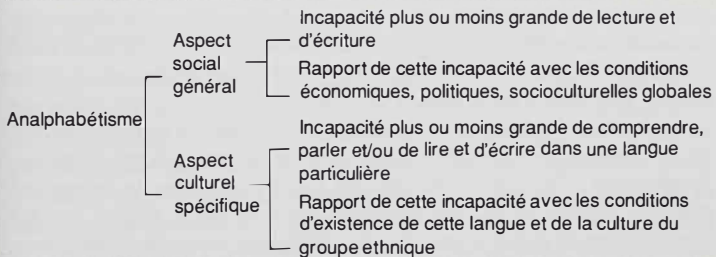 Analphabétisme
Aspect
social
général
Incapacité plus ou moins grande de lecture et
d'écriture
Rapport de cette incapacité avec les conditions
économiques, politiques, socioculturelles globales
Aspect
culturel
spécifique
Incapacité plus ou moins grande de comprendre,
parler et/ou de lire et d'écrire dans une langue
particulière
Rapport de cette incapacité avec les conditions
d'existence de cette langue et de la culture du
groupe ethnique